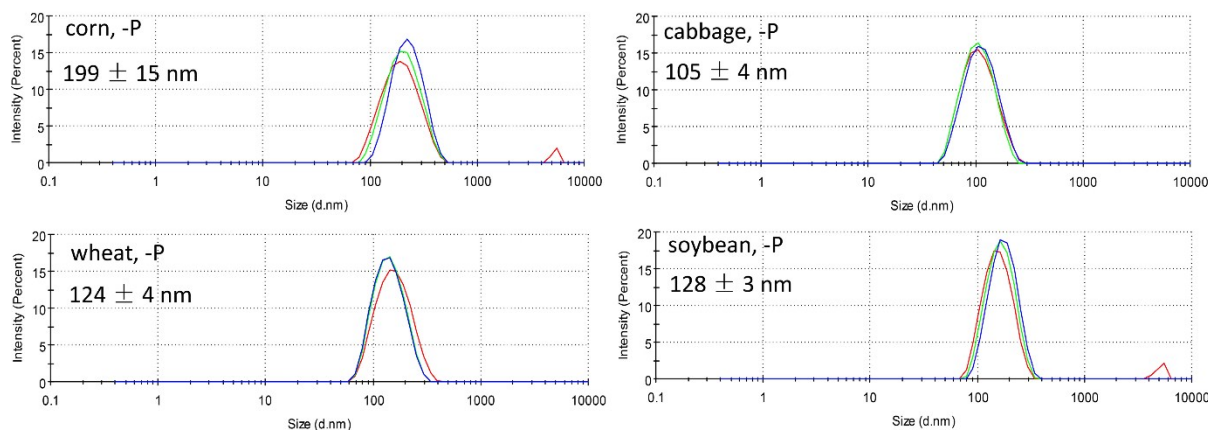 corn, -P
199 ± 15 nm
Intensity (Percent)
20
15
10
5
0
0.1 1 10 100 1000 10000
Size (d.nm)
cabbage, -P
105 ± 4 nm
Intensity (Percent)
20
15
10
5
0
0.1 1 10 100 1000 10000
Size (d.nm)
wheat, -P
124 ± 4 nm
Intensity (Percent)
20
15
10
5
0
0.1 1 10 100 1000 10000
Size (d.nm)
soybean, -P
128 ± 3 nm
Intensity (Percent)
20
15
10
5
0
0.1 1 10 100 1000 10000
Size (d.nm)